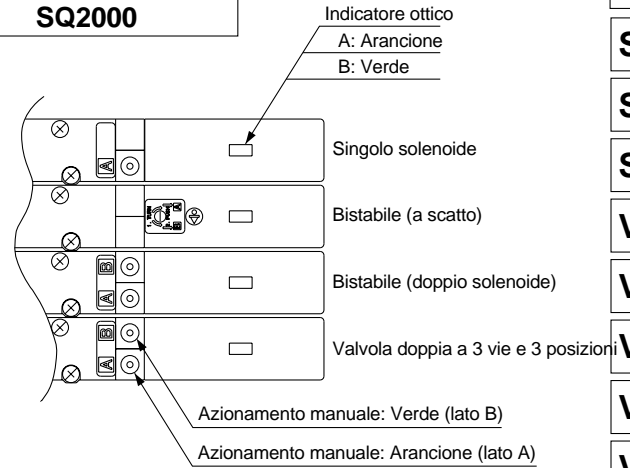 SQ2000
Indicatore ottico
A: Arancione
B: Verde
S
S
S
V
V
V
V
V
A
Singolo solenoide
Bistabile (a scatto)
B
A
Bistabile (doppio solenoide)
B
A
Valvola doppia a 3 vie e 3 posizioni
Azionamento manuale: Verde (lato B)
Azionamento manuale: Arancione (lato A)